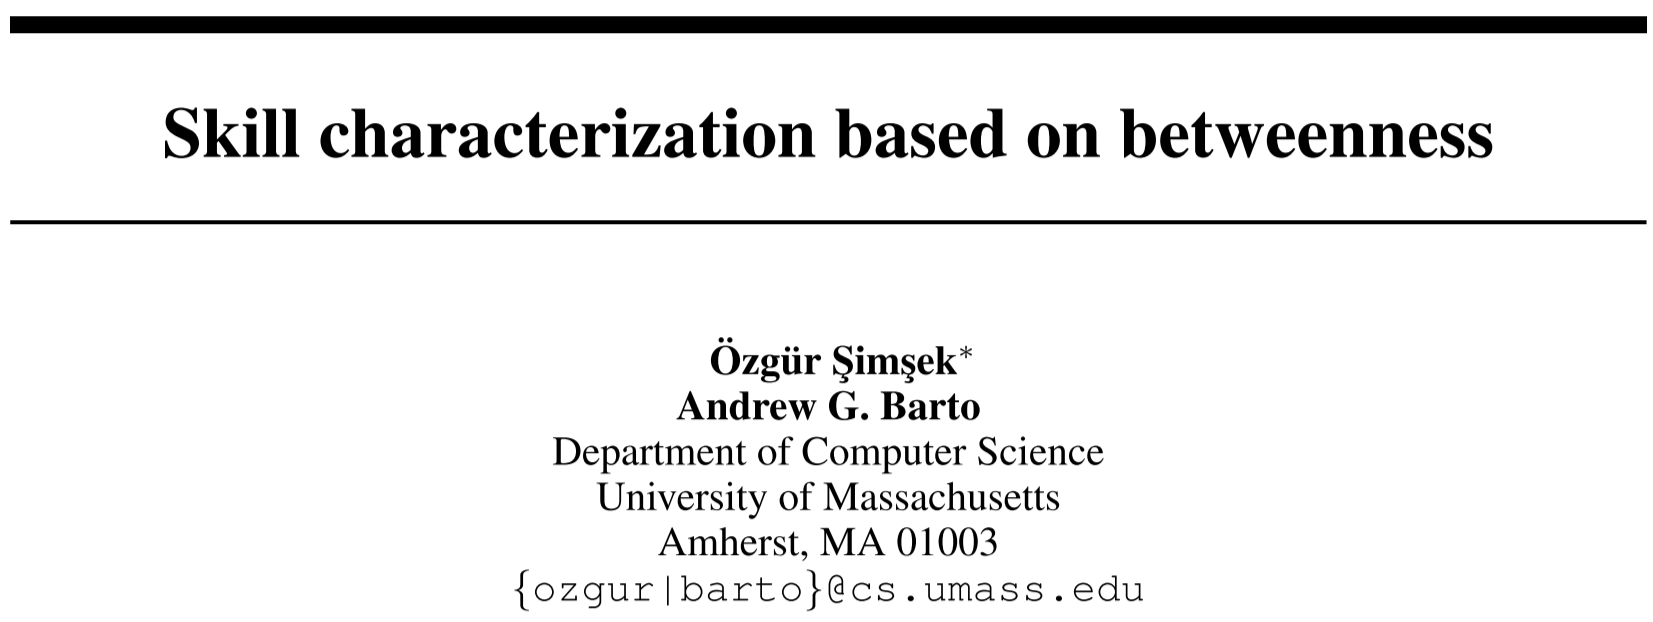 Skill characterization based on betweenness
Özgür Şimşek*
Andrew G. Barto
Department of Computer Science
University of Massachusetts
Amherst, MA 01003
{ozgur|barto}@cs.umass.edu